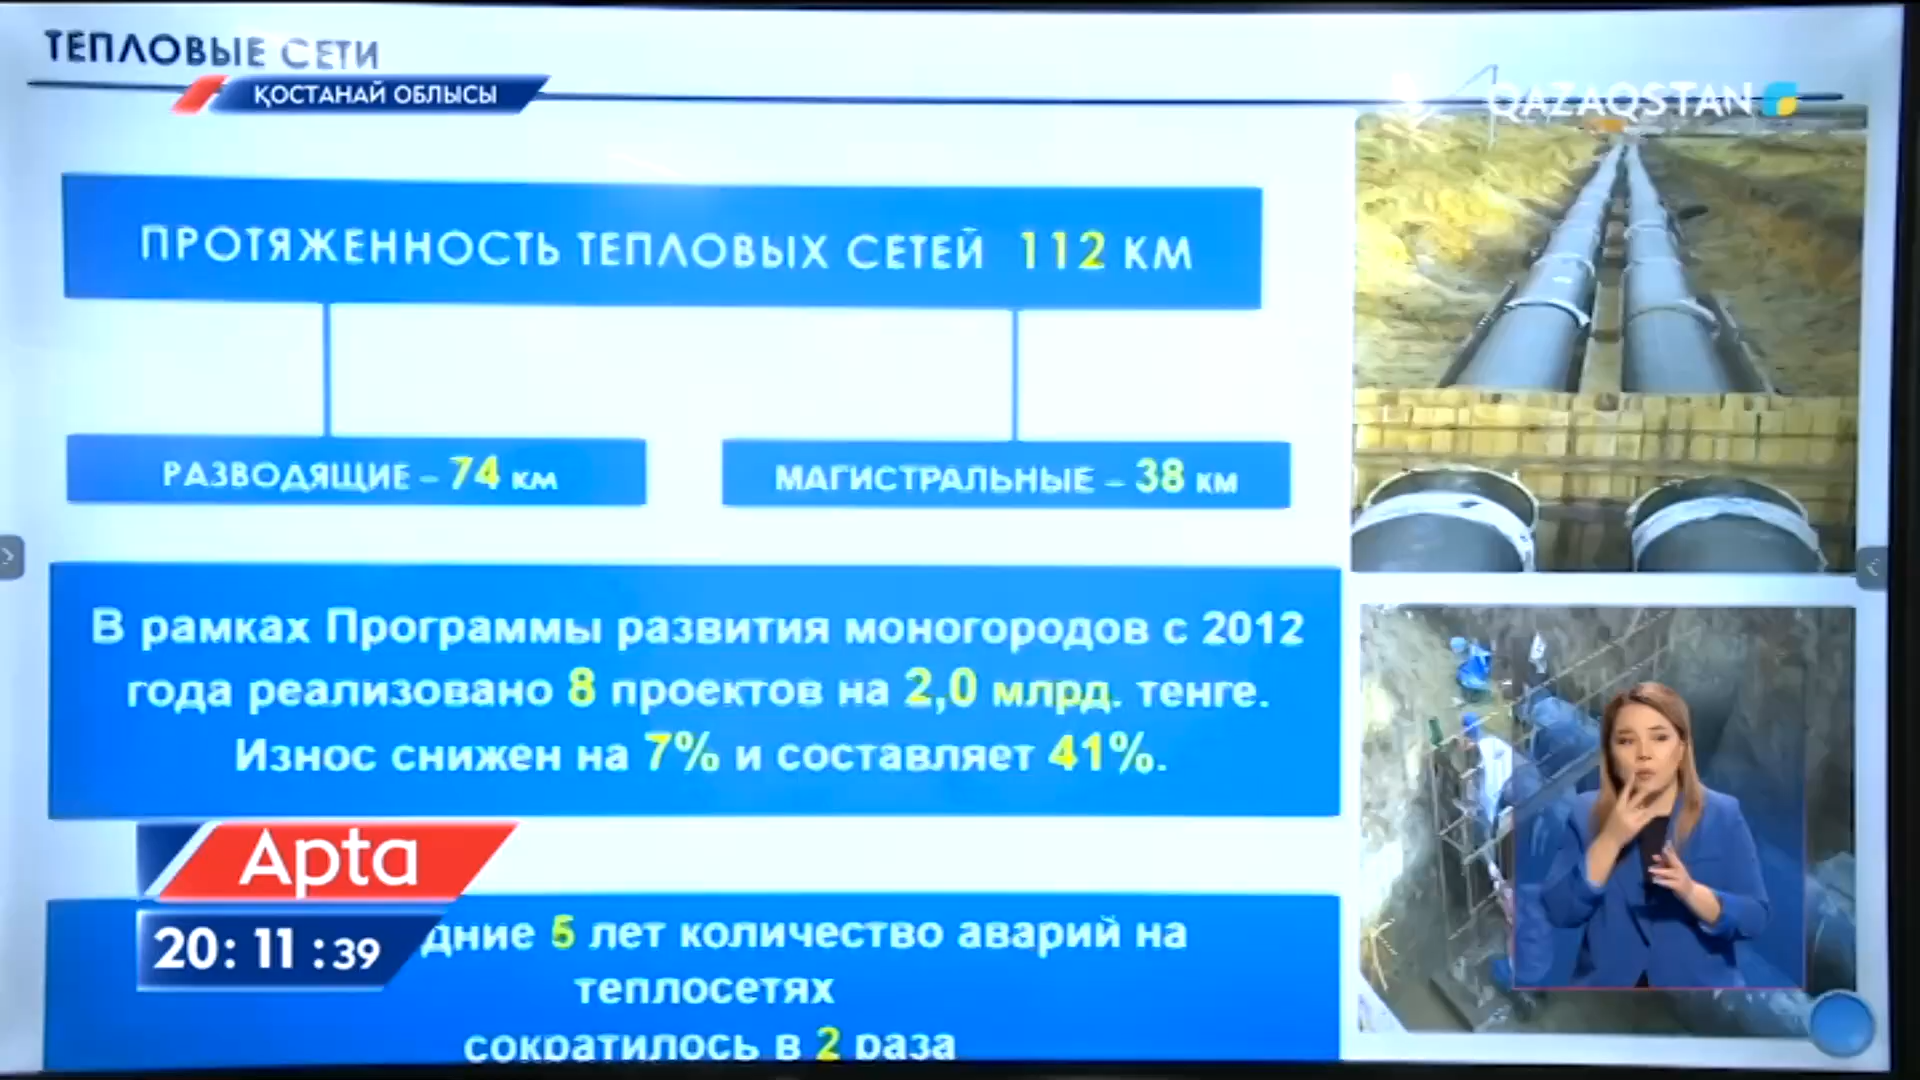 ТЕПЛОВЫЕ СЕТИ
ҚОСТАНАЙ ОБЛЫСЫ
QAZAQSTAN
ПРОТЯЖЕННОСТЬ ТЕПЛОВЫХ СЕТЕЙ 112 КМ
РАЗВОДЯЩИЕ – 74 КМ
МАГИСТРАЛЬНЫЕ – 38 КМ
В рамках Программы развития моногородов с 2012
года реализовано 8 проектов на 2,0 млрд. тенге.
Износ снижен на 7% и составляет 41%.
Арта
20:11:39
дние 5 лет количество аварий на
теплосетях
сократилось в 2 раза